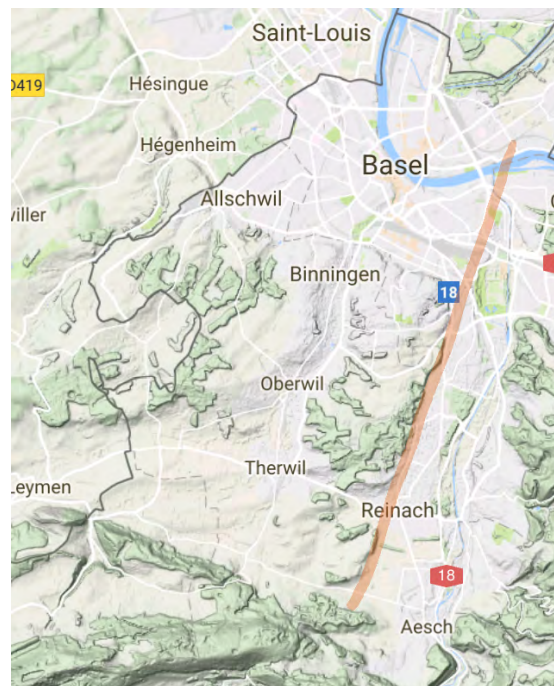 Saint-Louis
D419
Hésingue
Hégenheim
Basel
Allschwil
viller
Binningen
18
Oberwil
Therwil
Leymen
Reinach
18
Aesch